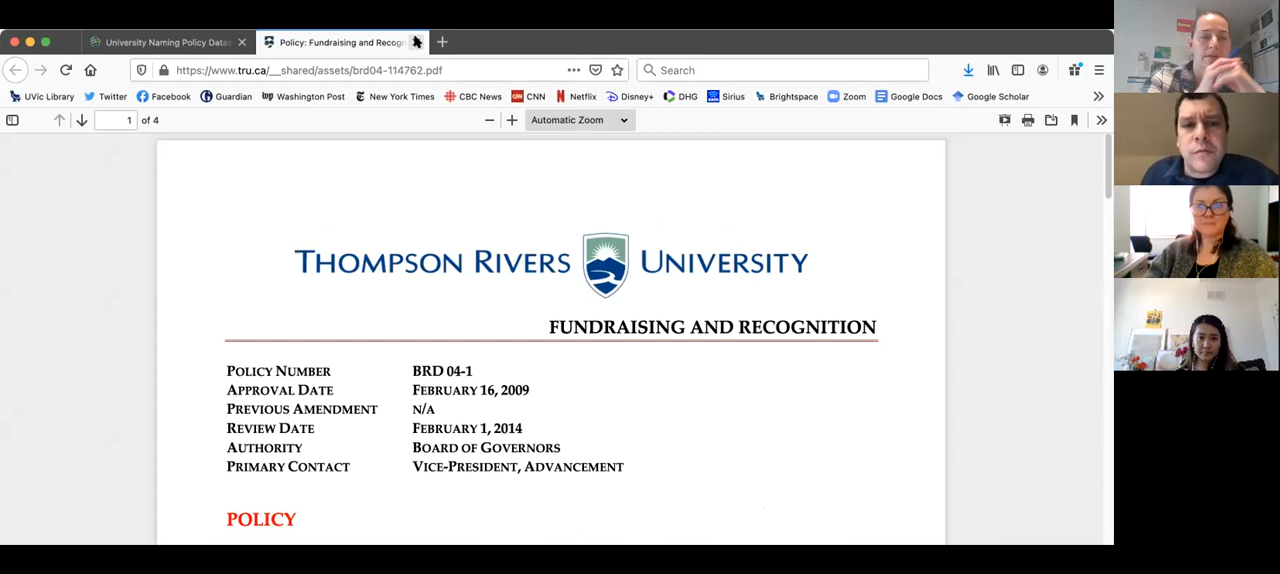 University Naming Policy Datas
Policy: Fundraising and Recogn
https://www.tru.ca/__shared/assets/brd04-114762.pdf
Search
UVic Library
Twitter
Facebook
Guardian
Washington Post
New York Times
CBC News
CNN
Netflix
Disney+
DHG
Sirius
Brightspace
Zoom
Google Docs
Google Scholar
1 of 4
Automatic Zoom
THOMPSON RIVERS UNIVERSITY
FUNDRAISING AND RECOGNITION
POLICY NUMBER BRD 04-1
APPROVAL DATE FEBRUARY 16, 2009
PREVIOUS AMENDMENT N/A
REVIEW DATE FEBRUARY 1, 2014
AUTHORITY BOARD OF GOVERNORS
PRIMARY CONTACT VICE-PRESIDENT, ADVANCEMENT
POLICY